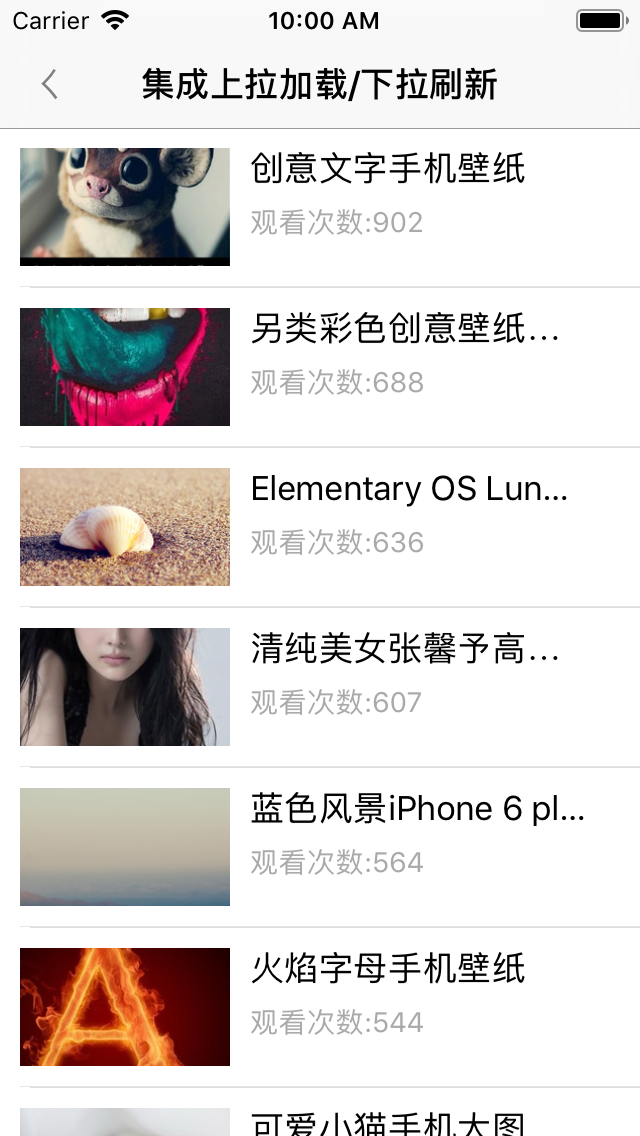 Carrier 10:00 AM
集成上拉加载/下拉刷新
创意文字手机壁纸
观看次数:902
另类彩色创意壁纸...
观看次数:688
Elementary OS Lun...
观看次数:636
清纯美女张馨予高...
观看次数:607
蓝色风景iPhone 6 pl...
观看次数:564
火焰字母手机壁纸
观看次数:544
A
可爱小猫手机大图